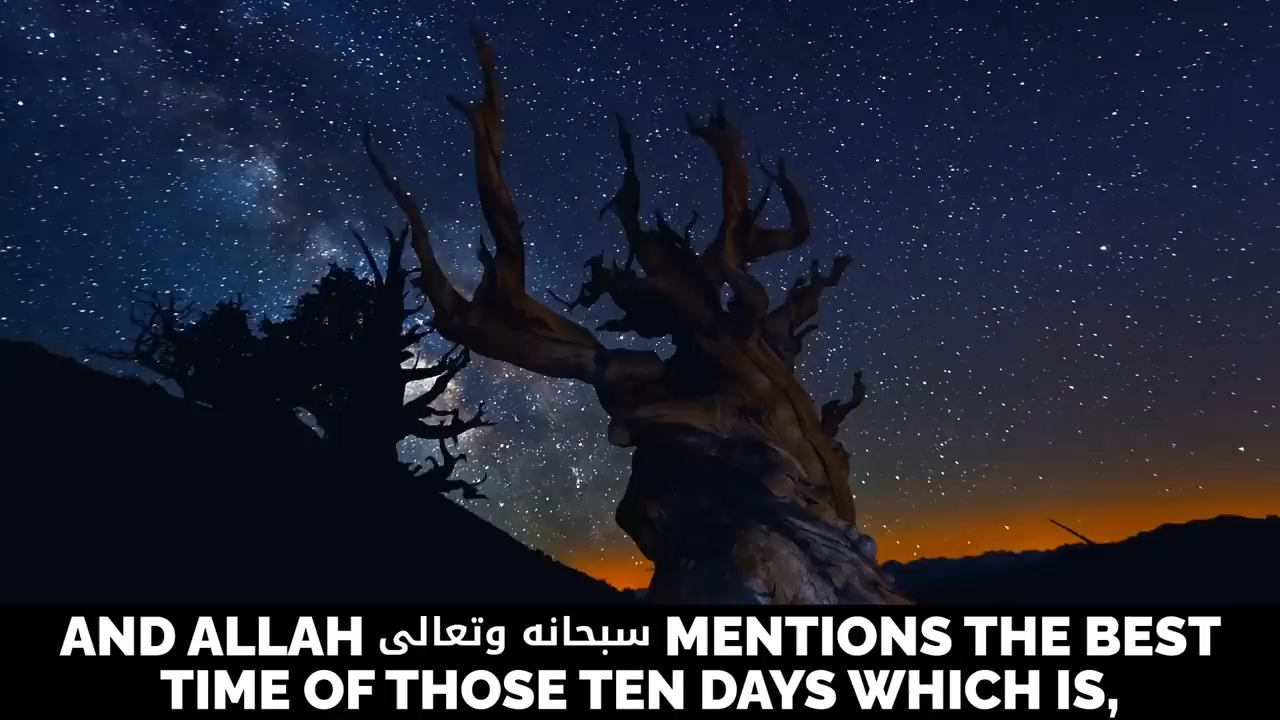 AND ALLAH سبحانه وتعالى MENTIONS THE BEST
TIME OF THOSE TEN DAYS WHICH IS,